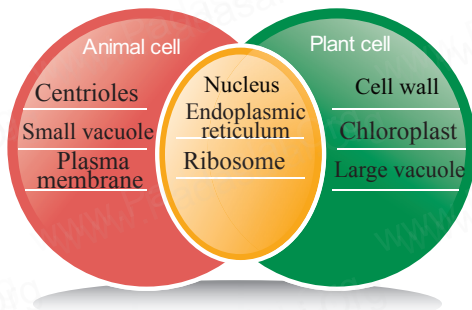 Animal cell
Centrioles
Small vacuole
Plasma
membrane
Nucleus
Endoplasmic
reticulum
Ribosome
Plant cell
Cell wall
Chloroplast
Large vacuole